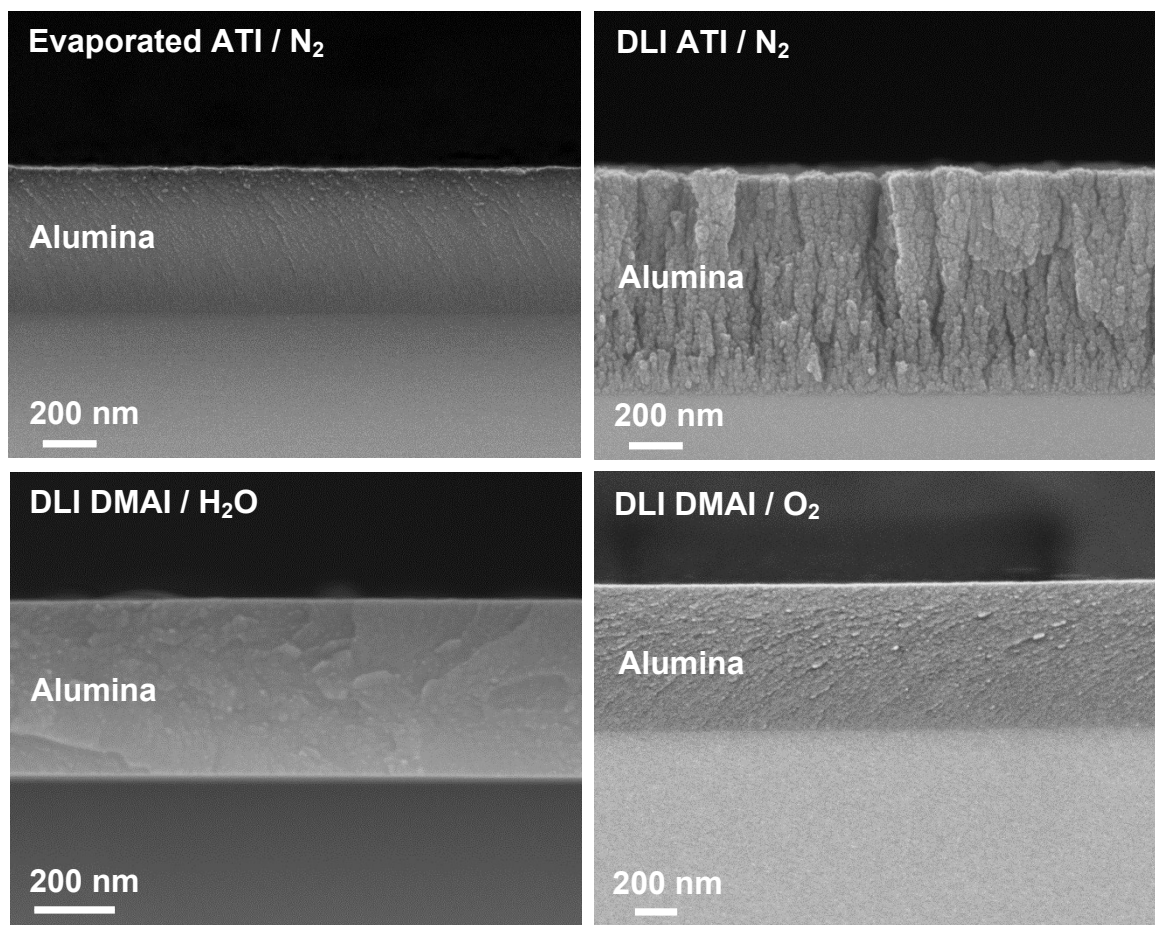 Evaporated ATI / N₂
Alumina
200 nm
DLI ATI / N₂
Alumina
200 nm
DLI DMAI / H₂O
Alumina
200 nm
DLI DMAI / O₂
Alumina
200 nm